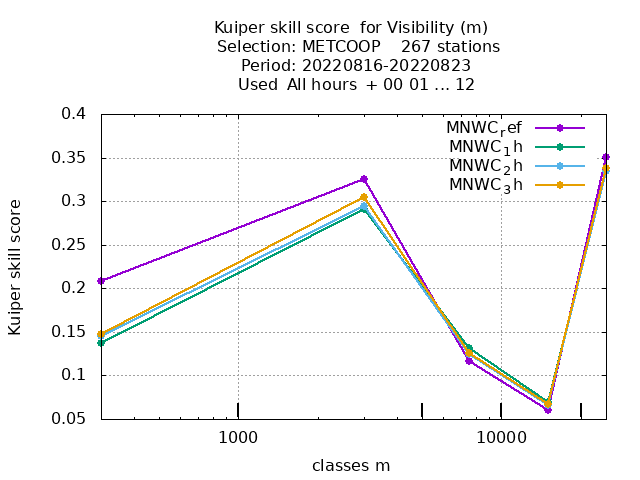 Kuiper skill score  for Visibility (m)
Selection: METCOOP    267 stations
Period: 20220816-20220823
Used  All hours  + 00 01 ... 12
MNWC_ref
MNWC_1h
MNWC_2h
MNWC_3h
0.4
0.35
0.3
0.25
0.2
0.15
0.1
0.05
Kuiper skill score
1000
10000
classes m